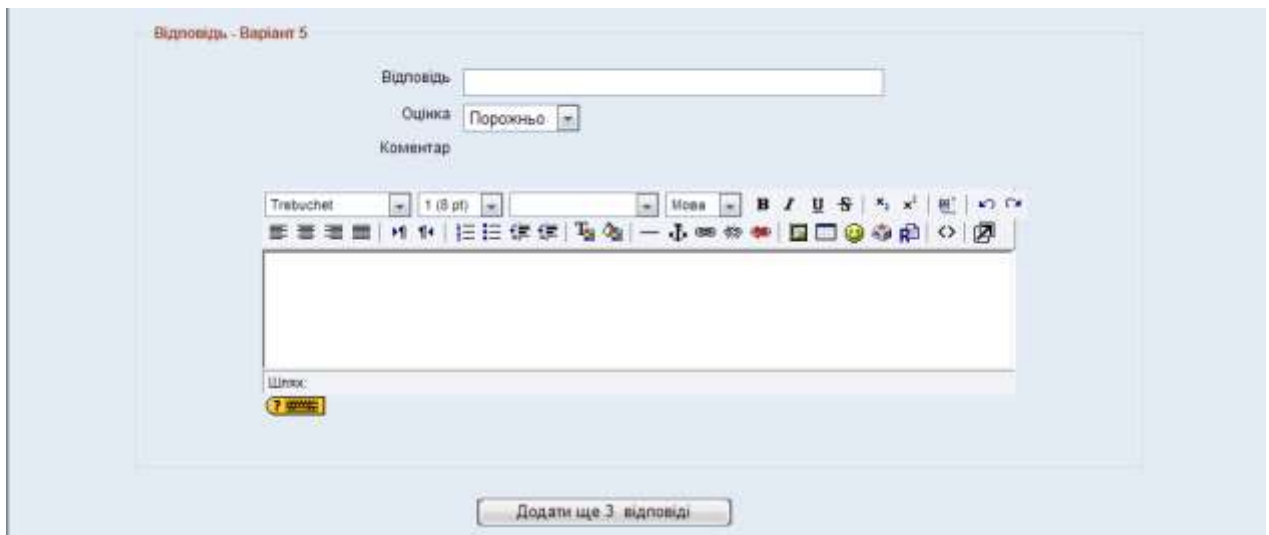 Відповідь - Варіант 5
Відповідь
Оцінка Порожньо
Коментар
Trebuchet 1 (8 pt) Мова B I U S
Шлях:
Додати ще 3 відповіді